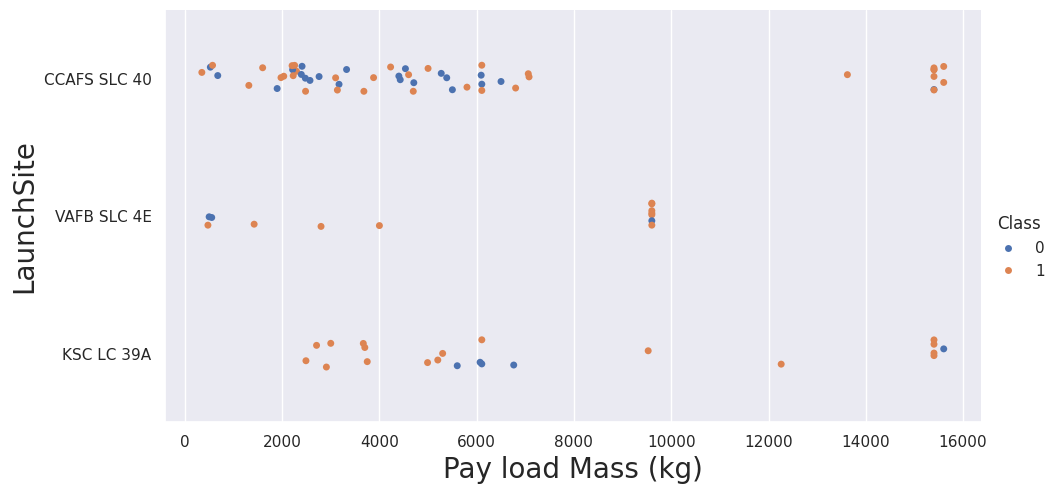 LaunchSite
CCAFS SLC 40
VAFB SLC 4E
KSC LC 39A
0 2000 4000 6000 8000 10000 12000 14000 16000
Pay load Mass (kg)
Class
0
1